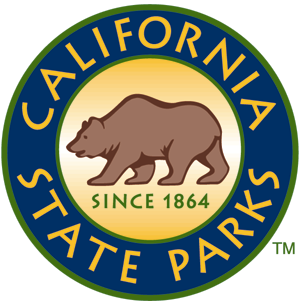 CALIFORNIA
SINCE 1864
STATE PARKS
TM